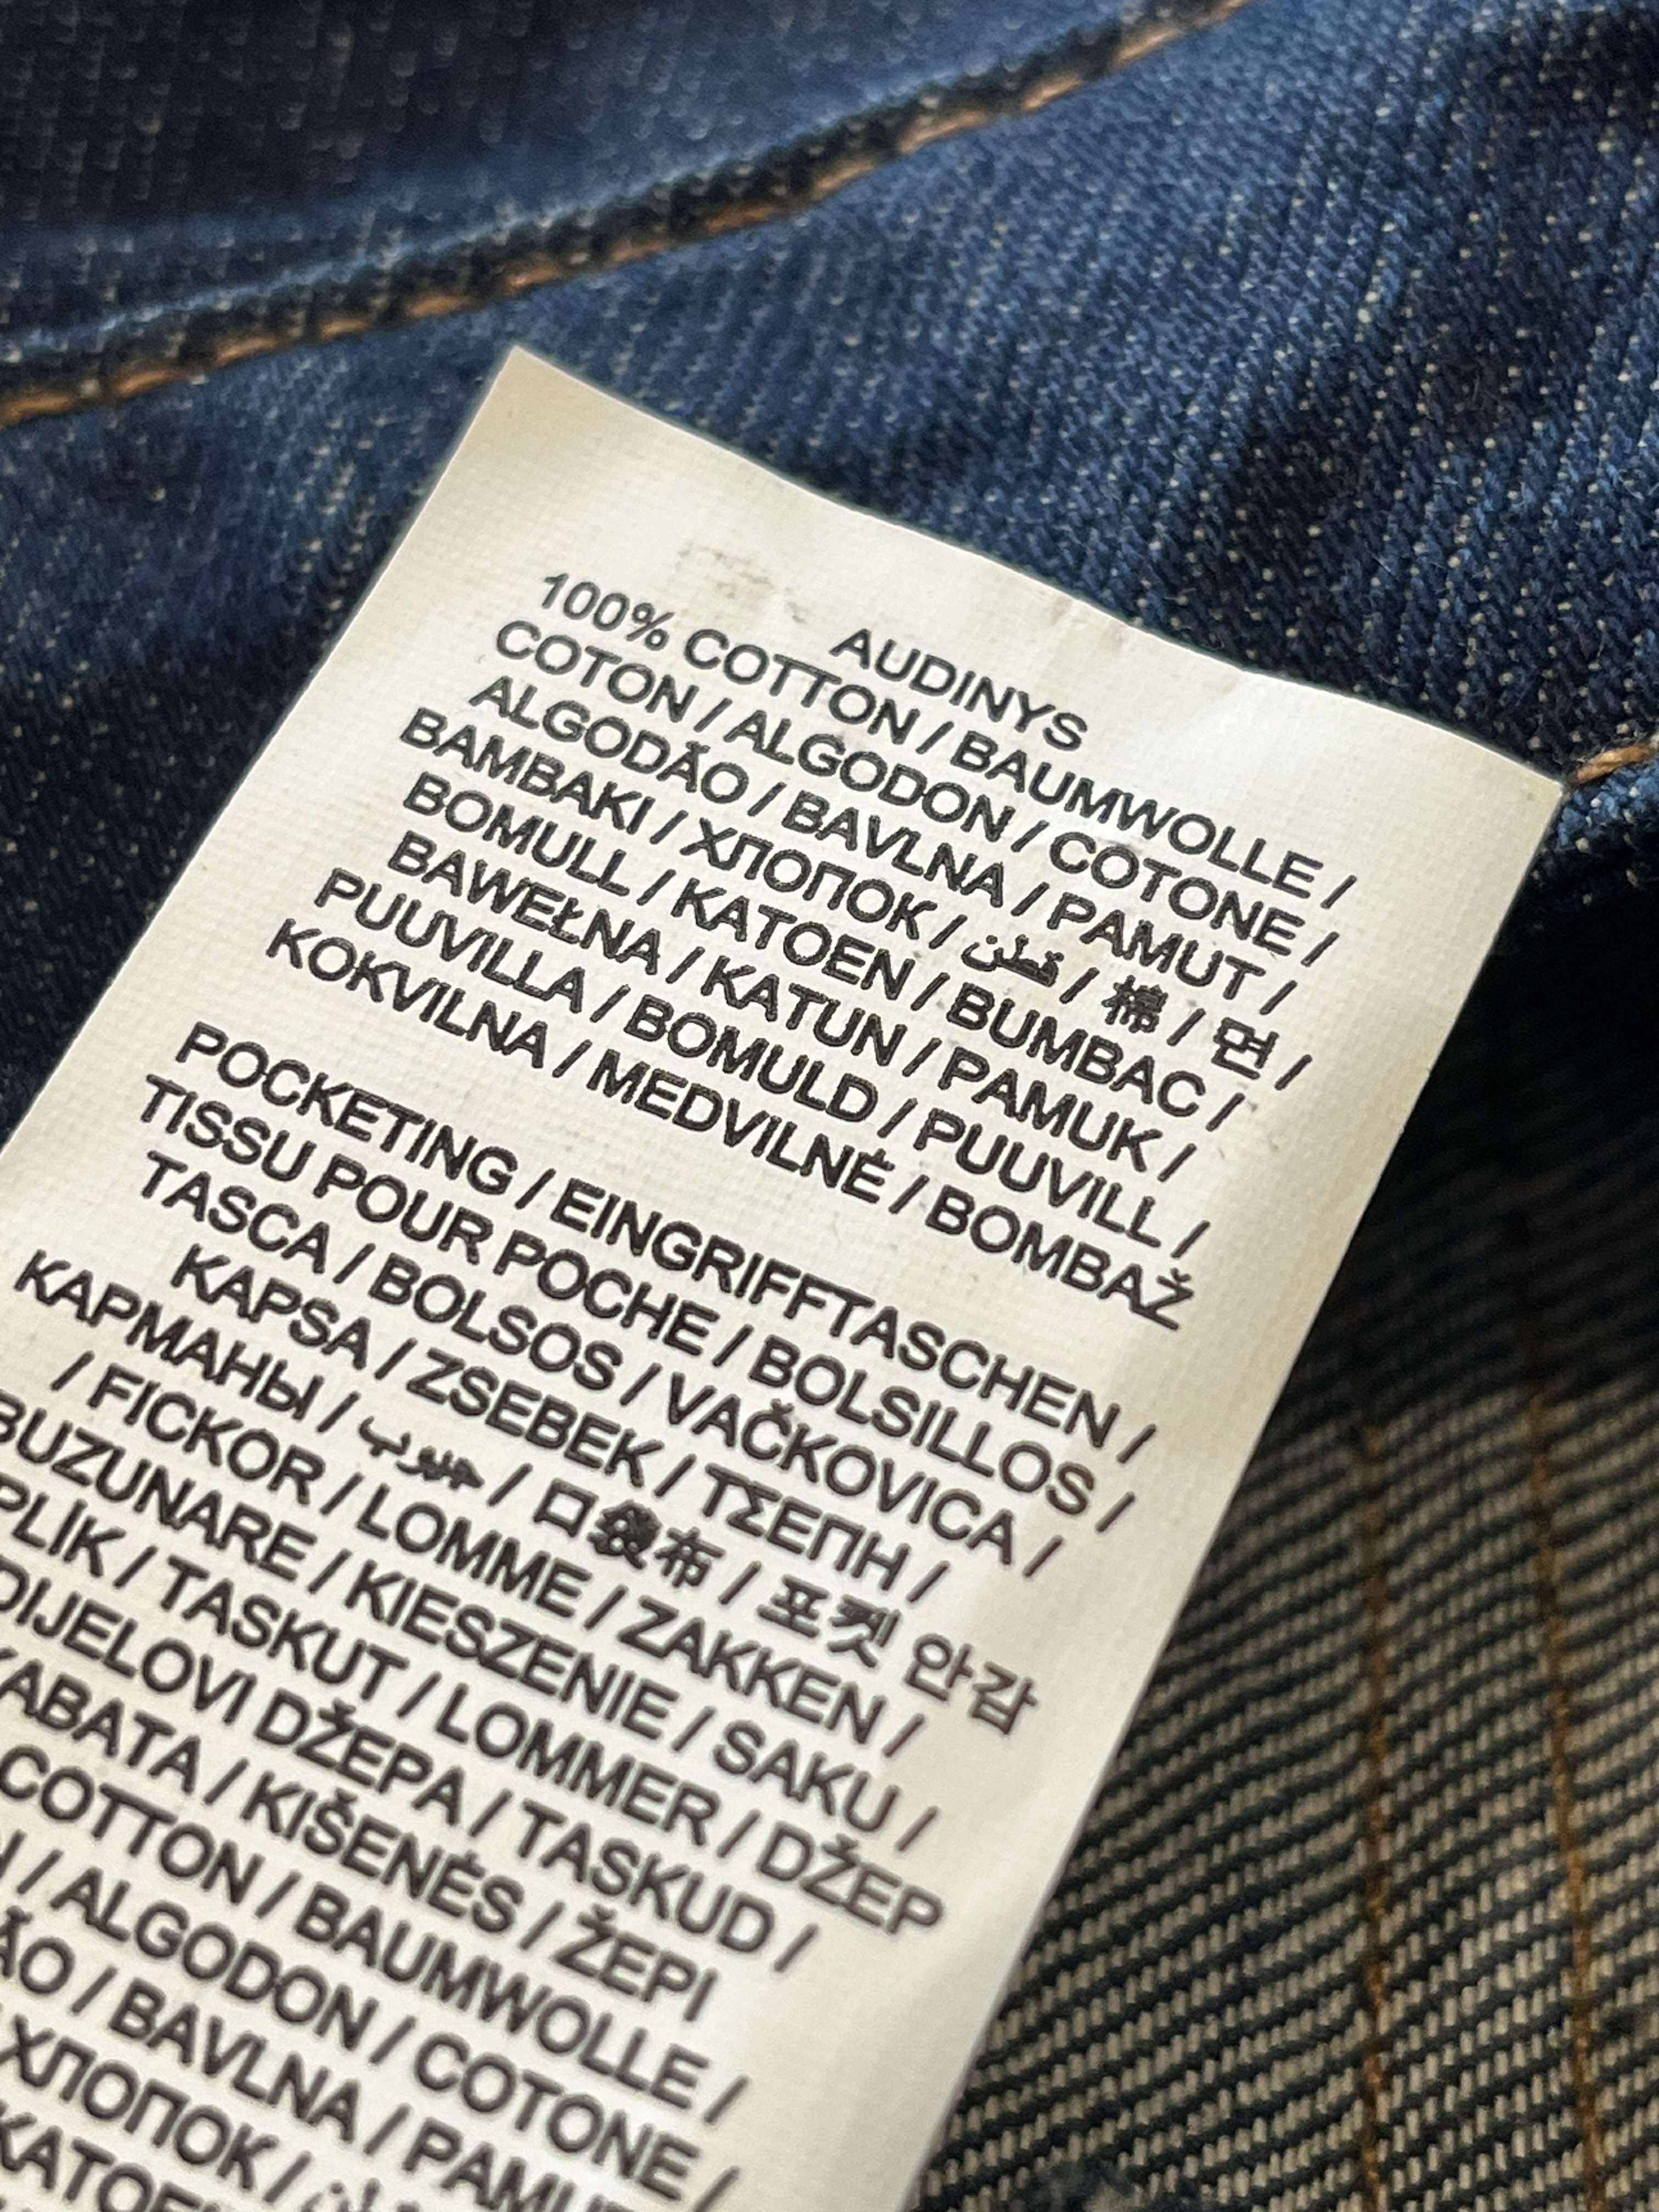 AUDINYS
100% COTTON / BAUMWOLLE /
COTON / ALGODON / COTONE /
ALGODÃO / BAVLNA / PAMUT /
BAMBAKI / ХЛОПОК / قطن / 棉 / 면 /
BOMULL / KATOEN / BUMBAC /
BAWEŁNA / KATUN / PAMUK /
PUUVILLA / BOMULD / PUUVILL /
KOKVILNA / MEDVILNĖ / BOMBAŽ
POCKETING / EINGRIFFTASCHEN /
TISSU POUR POCHE / BOLSILLOS /
TASCA / BOLSOS / VAČKOVICA /
KAPSA / ZSEBEK / ΤΣΕΠΗ /
КАРМАНЫ / جيوب / 口袋布 / 포켓 안감
/ FICKOR / LOMME / ZAKKEN /
BUZUNARE / KIESZENIE / SAKU /
PLİK / TASKUT / LOMMER / DŽEP
DIJELOVI DŽEPA / TASKUD /
KABATA / KIŠENĖS / ŽEPI
COTTON / BAUMWOLLE /
/ ALGODON / COTONE /
/ BAVLNA /
ХЛОПОК /